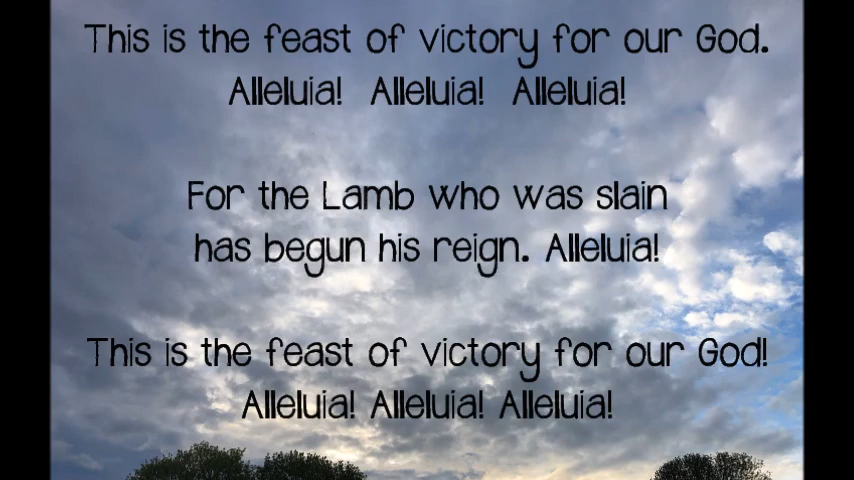 This is the feast of victory for our God.
Alleluia! Alleluia! Alleluia!
For the Lamb who was slain
has begun his reign. Alleluia!
This is the feast of victory for our God!
Alleluia! Alleluia! Alleluia!